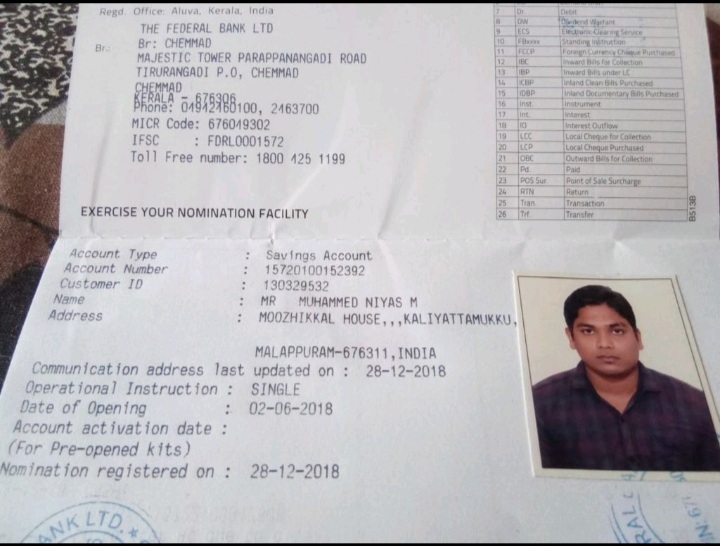 Regd. Office: Aluva, Kerala, India
THE FEDERAL BANK LTD
Br.: Br: CHEMMAD
MAJESTIC TOWER PARAPPANANGADI ROAD
TIRURANGADI P.O, CHEMMAD
CHEMMAD
KERALA - 676306
Phone: 04942460100, 2463700
MICR Code: 676049302
IFSC : FDRL0001572
Toll Free number: 1800 425 1199
EXERCISE YOUR NOMINATION FACILITY
7 Dr. Debit
8 DW Dividend Warrant
9 ECS Electronic Clearing Service
10 FBxxxx Standing Instruction
11 FCCP Foreign Currency Cheque Purchased
12 IBC Inward Bills for Collection
13 IBP Inward Bills under LC
14 ICBP Inland Clean Bills Purchased
15 IDBP Inland Documentary Bills Purchased
16 Inst. Instrument
17 Int. Interest
18 IO Interest Outflow
19 LCC Local Cheque for Collection
20 LCP Local Cheque Purchased
21 OBC Outward Bills for Collection
22 Pd. Paid
23 POS Sur. Point of Sale Surcharge
24 RTN Return
25 Tran. Transaction
26 Trf. Transfer
B513B
Account Type : Savings Account
Account Number : 15720100152392
Customer ID : 130329532
Name : MR MUHAMMED NIYAS M
Address : MOOZHIKKAL HOUSE,,,KALIYATTAMUKKU,
MALAPPURAM-676311,INDIA
Communication address last updated on : 28-12-2018
Operational Instruction : SINGLE
Date of Opening : 02-06-2018
Account activation date :
(For Pre-opened kits)
Nomination registered on : 28-12-2018
BANK LTD.